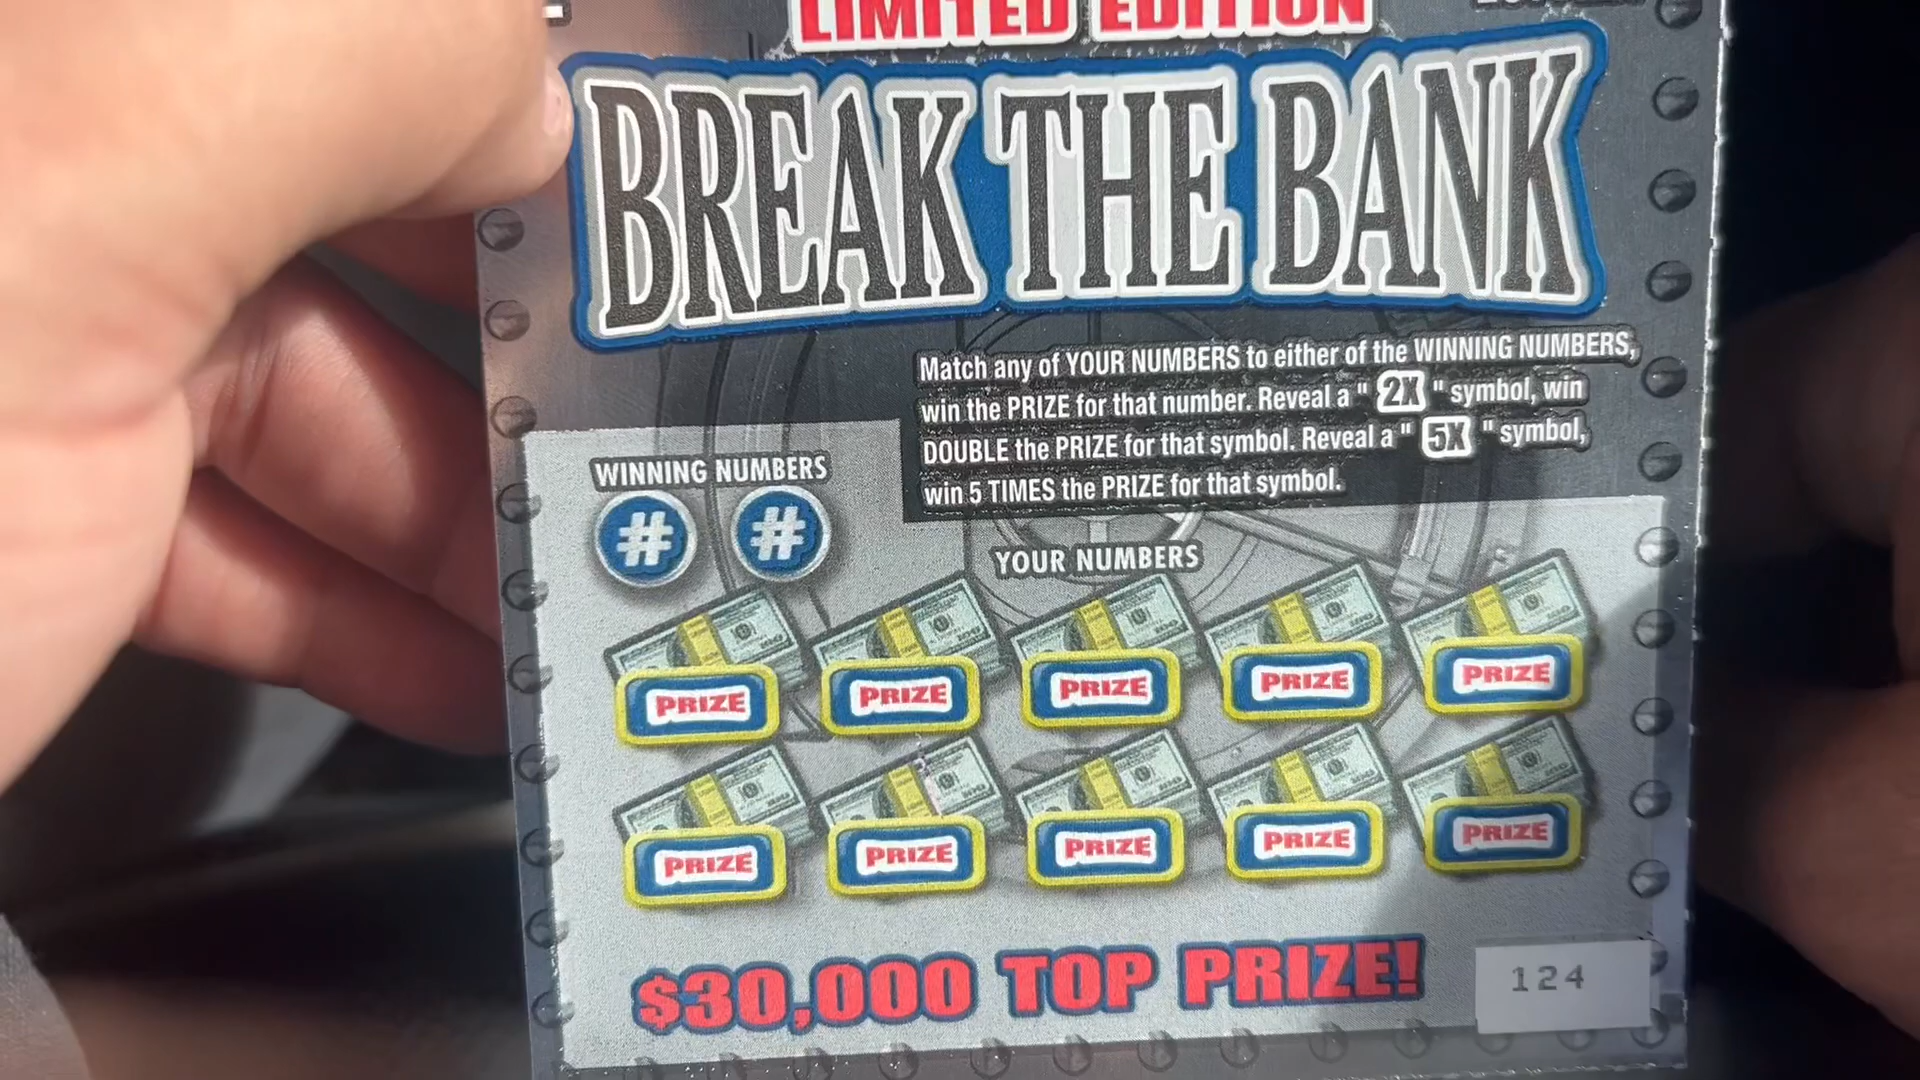 LIMITED EDITION
BREAK THE BANK
Match any of YOUR NUMBERS to either of the WINNING NUMBERS,
win the PRIZE for that number. Reveal a " 2X " symbol, win
DOUBLE the PRIZE for that symbol. Reveal a " 5X " symbol,
win 5 TIMES the PRIZE for that symbol.
WINNING NUMBERS
# #
YOUR NUMBERS
PRIZE PRIZE PRIZE PRIZE PRIZE
PRIZE PRIZE PRIZE PRIZE PRIZE
$30,000 TOP PRIZE!
124